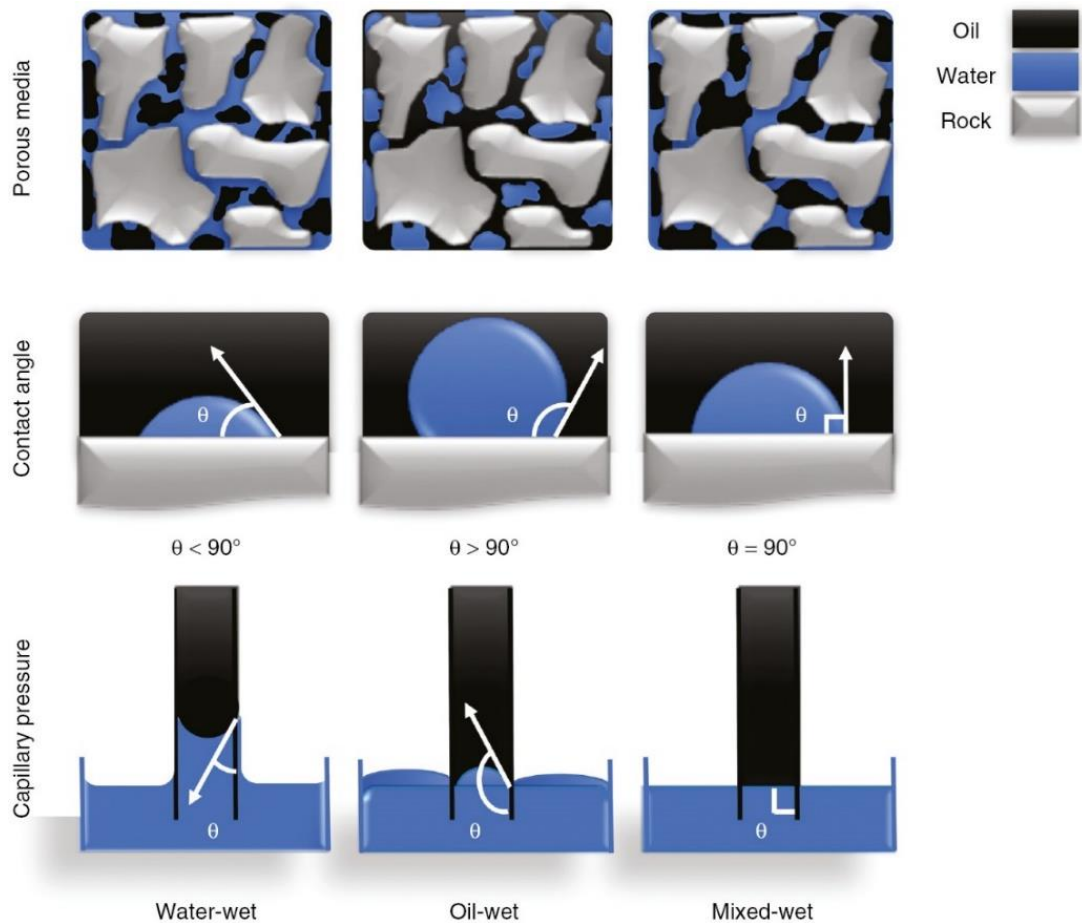 Oil
Water
Rock
Porous media
Contact angle
θ
θ
θ
θ < 90°
θ > 90°
θ = 90°
Capillary pressure
θ
θ
θ
Water-wet
Oil-wet
Mixed-wet